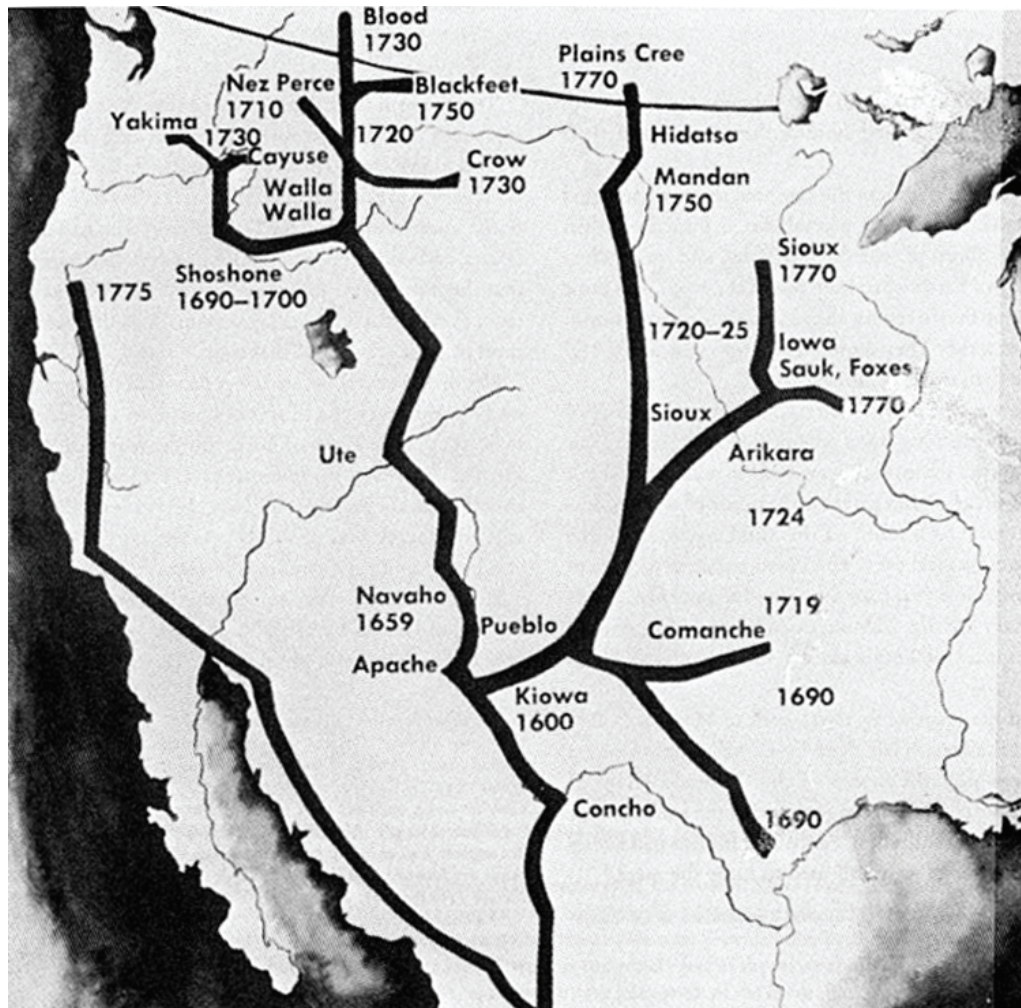 Blood
1730
Plains Cree
1770
Nez Perce
1710
Blackfeet
1750
Yakima
1730
1720
Hidatsa
Cayuse
Walla
Walla
Crow
1730
Mandan
1750
Sioux
1770
Shoshone
1690–1700
1775
1720–25
Iowa
Sauk, Foxes
1770
Sioux
Ute
Arikara
1724
Navaho
1659
1719
Pueblo
Comanche
Apache
Kiowa
1600
1690
Concho
1690